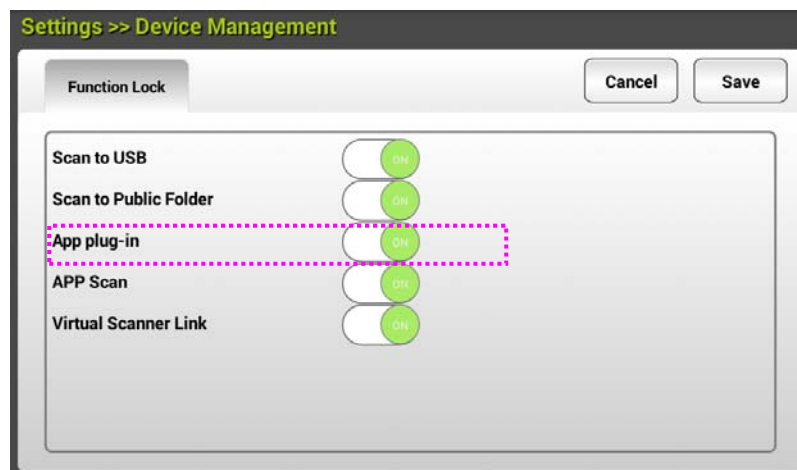 Settings >> Device Management
Function Lock
Cancel
Save
Scan to USB
ON
Scan to Public Folder
ON
App plug-in
ON
APP Scan
ON
Virtual Scanner Link
ON